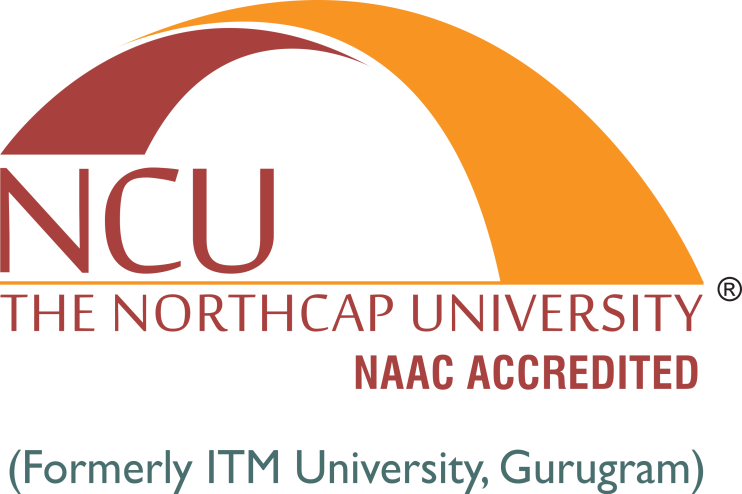 NCU
THE NORTHCAP UNIVERSITY ®
NAAC ACCREDITED
(Formerly ITM University, Gurugram)